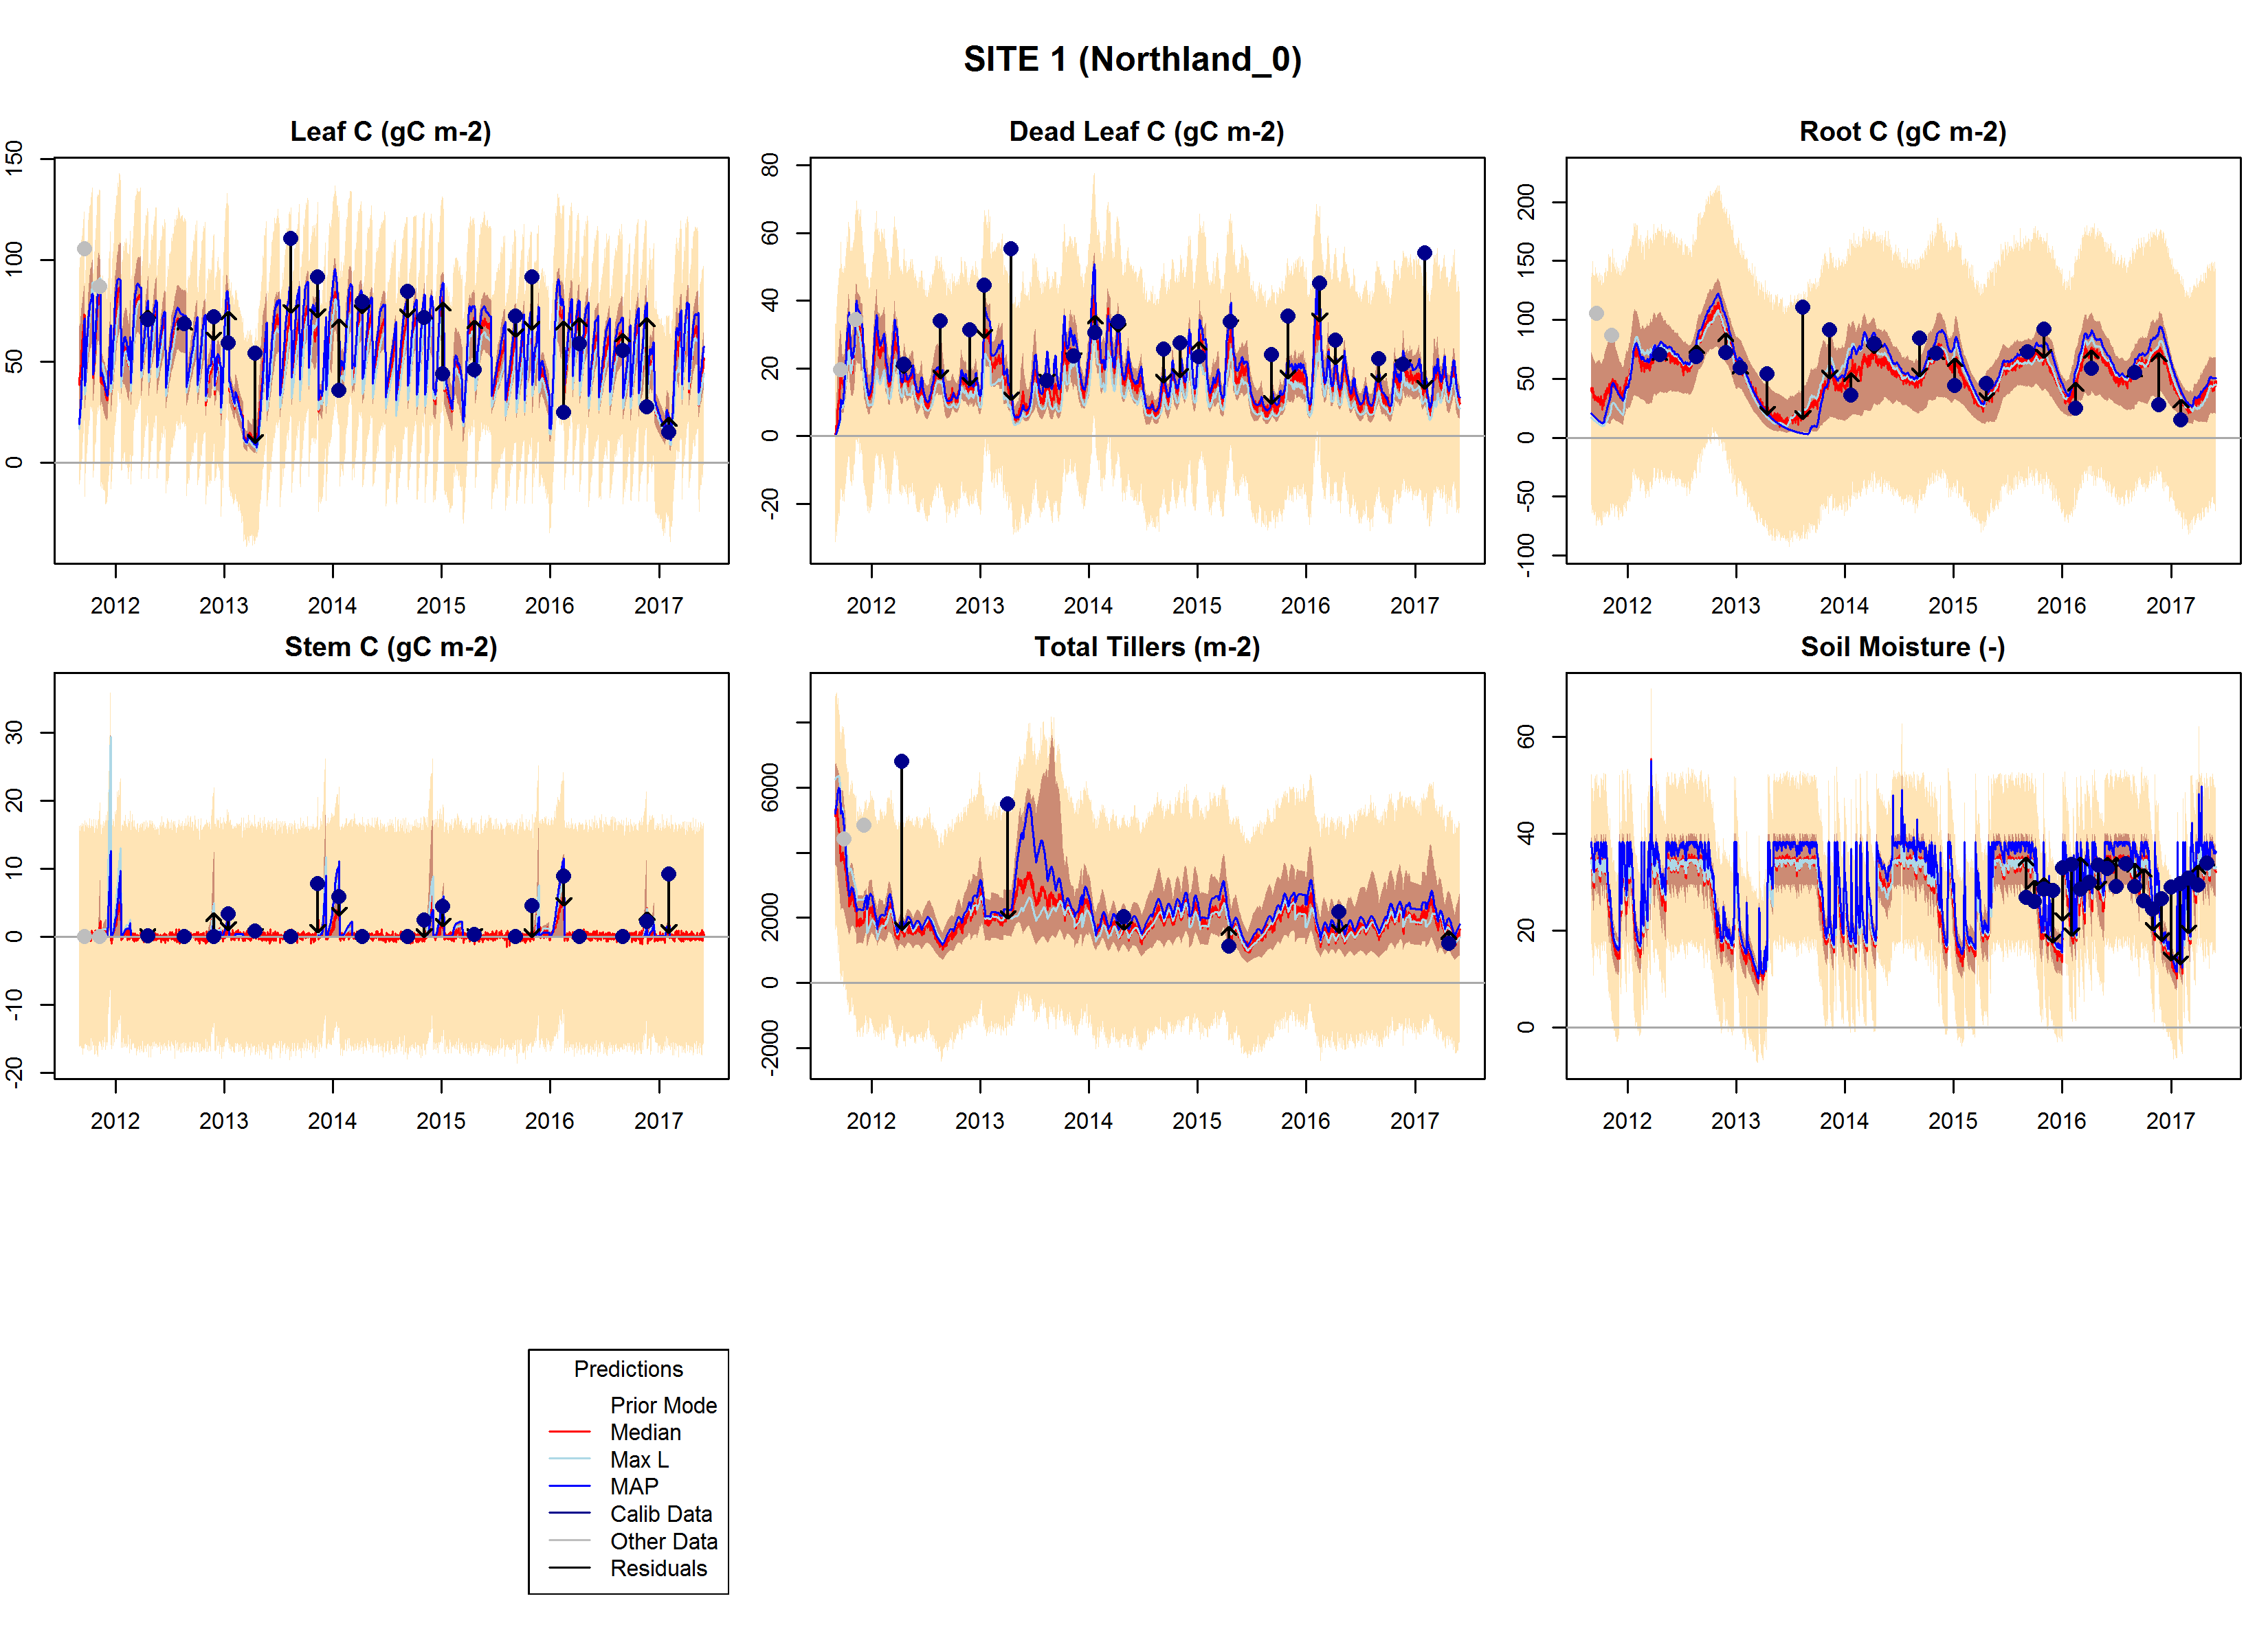 SITE 1 (Northland_0)
Leaf C (gC m-2)
150
100
50
0
2012 2013 2014 2015 2016 2017
Dead Leaf C (gC m-2)
80
60
40
20
0
-20
2012 2013 2014 2015 2016 2017
Root C (gC m-2)
200
150
100
50
0
-50
-100
2012 2013 2014 2015 2016 2017
Stem C (gC m-2)
30
20
10
0
-10
-20
2012 2013 2014 2015 2016 2017
Total Tillers (m-2)
6000
2000
0
-2000
2012 2013 2014 2015 2016 2017
Soil Moisture (-)
60
40
20
0
2012 2013 2014 2015 2016 2017
Predictions
Prior Mode
Median
Max L
MAP
Calib Data
Other Data
Residuals